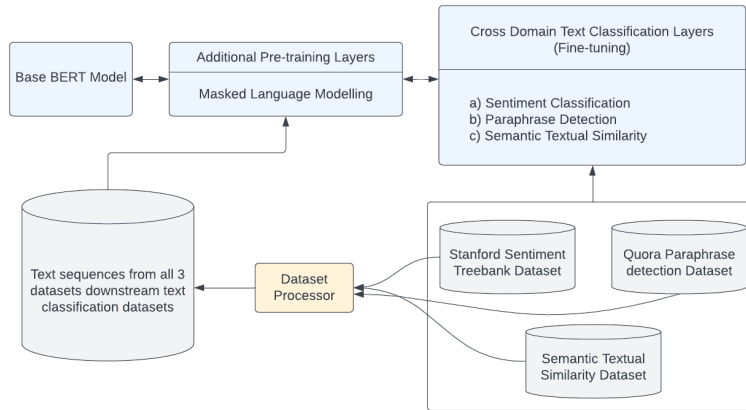 Base BERT Model
Additional Pre-training Layers
Masked Language Modelling
Cross Domain Text Classification Layers
(Fine-tuning)
a) Sentiment Classification
b) Paraphrase Detection
c) Semantic Textual Similarity
Text sequences from all 3
datasets downstream text
classification datasets
Dataset
Processor
Stanford Sentiment
Treebank Dataset
Quora Paraphrase
detection Dataset
Semantic Textual
Similarity Dataset